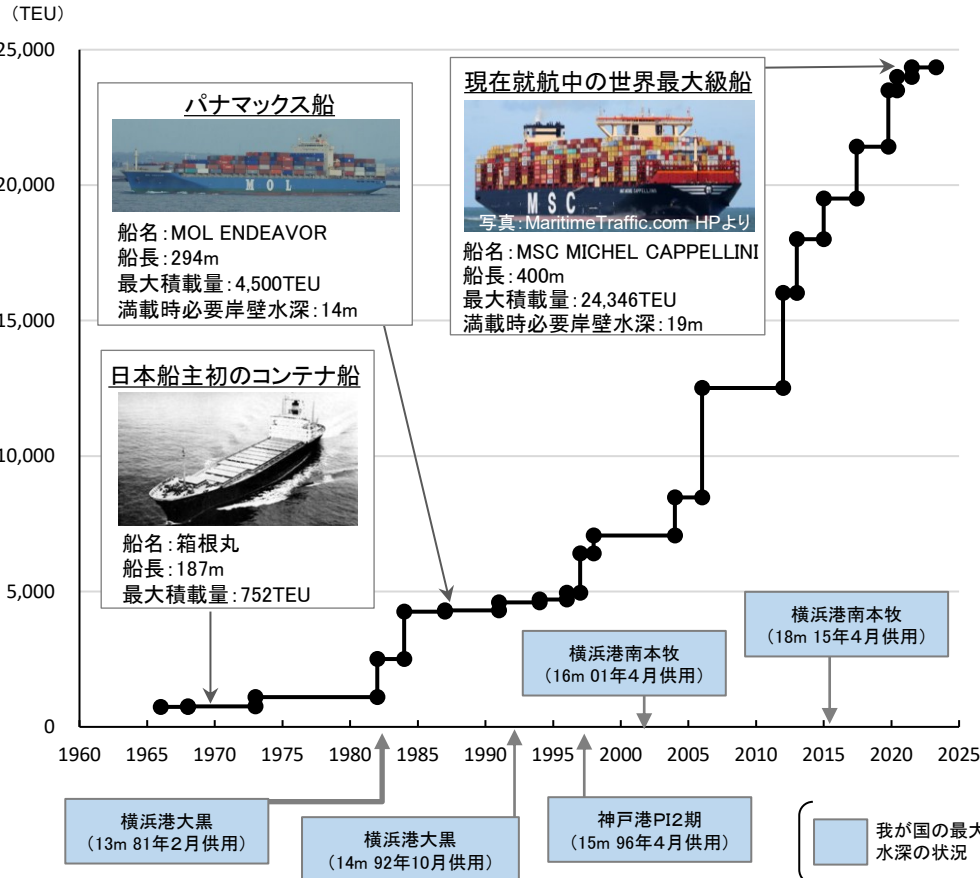 (TEU)
25,000
20,000
15,000
10,000
5,000
0
1960 1965 1970 1975 1980 1985 1990 1995 2000 2005 2010 2015 2020 2025
パナマックス船
MOL
船名:MOL ENDEAVOR
船長:294m
最大積載量:4,500TEU
満載時必要岸壁水深:14m
現在就航中の世界最大級船
MSC
写真:MaritimeTraffic.com HPより
船名:MSC MICHEL CAPPELLINI
船長:400m
最大積載量:24,346TEU
満載時必要岸壁水深:19m
日本船主初のコンテナ船
船名:箱根丸
船長:187m
最大積載量:752TEU
横浜港南本牧
(16m 01年4月供用)
横浜港南本牧
(18m 15年4月供用)
横浜港大黒
(13m 81年2月供用)
横浜港大黒
(14m 92年10月供用)
神戸港PI2期
(15m 96年4月供用)
我が国の最大
水深の状況